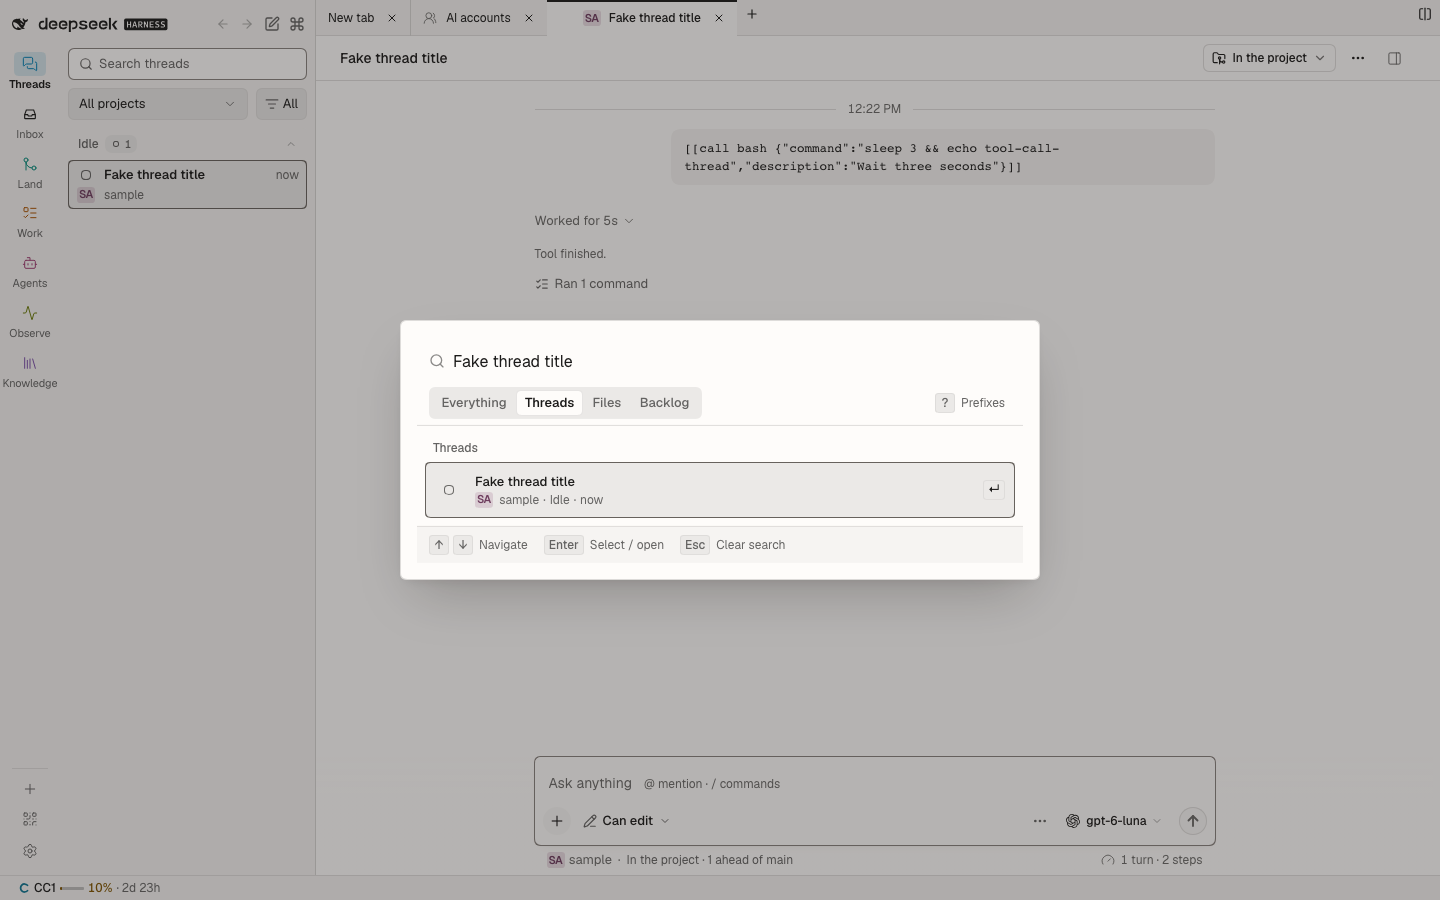 deepseek HARNESS
New tab
AI accounts
SA Fake thread title
Threads
Inbox
Land
Work
Agents
Observe
Knowledge
Search threads
All projects
All
Idle 1
Fake thread title now
SA sample
Fake thread title
In the project
12:22 PM
[[call bash {"command":"sleep 3 && echo tool-call-
thread","description":"Wait three seconds"}]]
Worked for 5s
Tool finished.
Ran 1 command
Fake thread title
Everything Threads Files Backlog
? Prefixes
Threads
Fake thread title
SA sample · Idle · now
Navigate Enter Select / open Esc Clear search
Ask anything @ mention · / commands
Can edit
gpt-6-luna
SA sample · In the project · 1 ahead of main
1 turn · 2 steps
C CC1 10% · 2d 23h